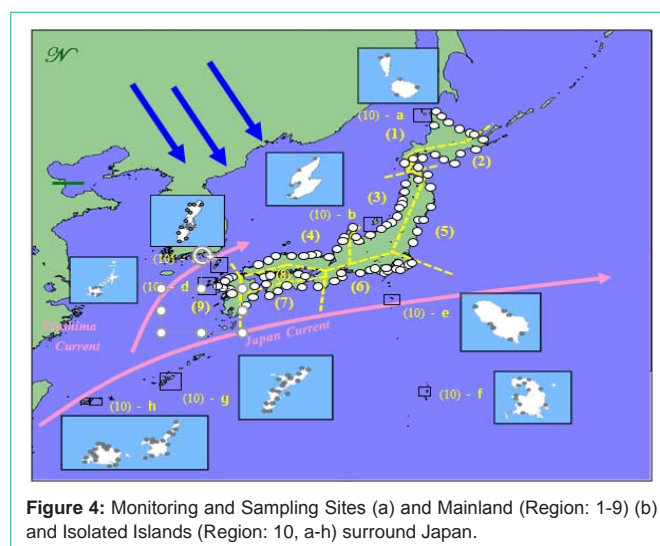 N
(10) - a
(1)
(2)
(3)
(10) - b
(4)
(5)
(10)
(10) - d
(9)
(8)
(7)
(6)
(10) - e
Current
Japan Current
(10) - h
(10) - g
(10) - f
Figure 4: Monitoring and Sampling Sites (a) and Mainland (Region: 1-9) (b)
and Isolated Islands (Region: 10, a-h) surround Japan.